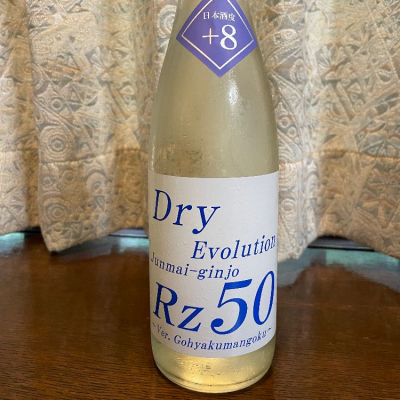 日本酒度
+8
Dry
Evolution
Junmai-ginjo
Rz50
~Ver. Gohyakumangoku~